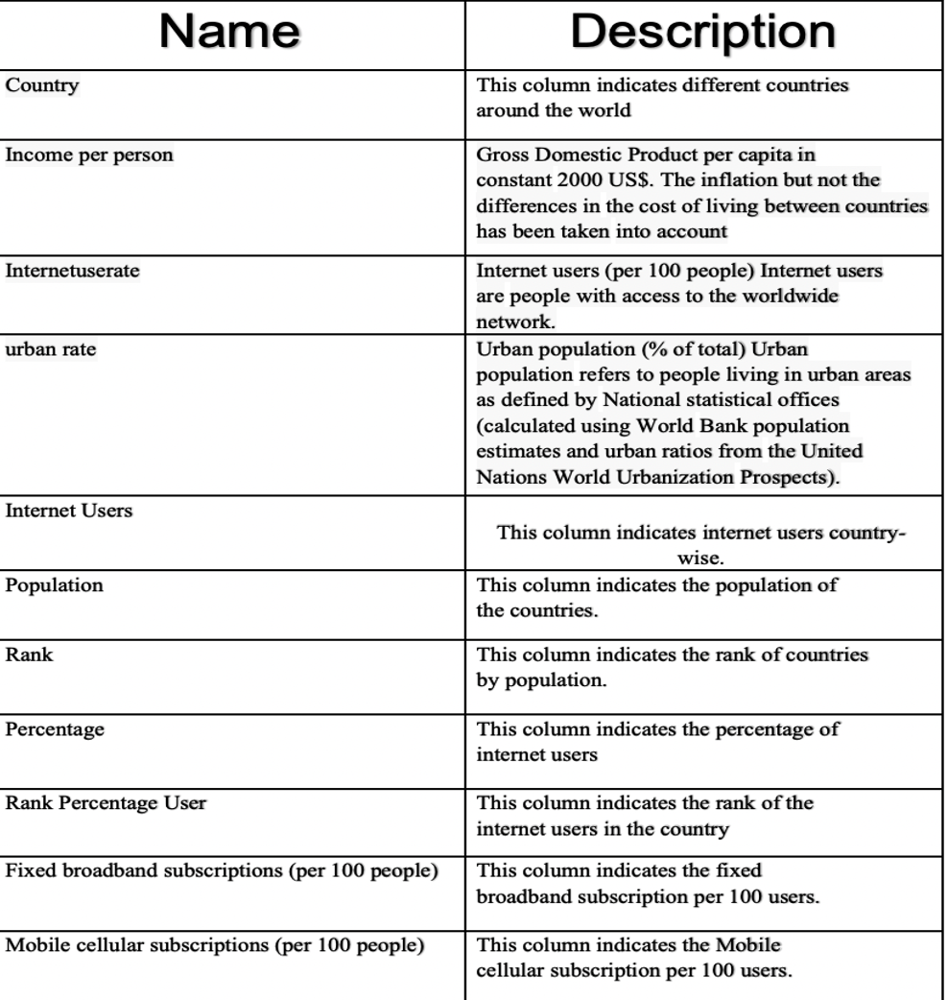 Name Description
Country
This column indicates different countries
around the world
Income per person
Gross Domestic Product per capita in
constant 2000 US$. The inflation but not the
differences in the cost of living between countries
has been taken into account
Internetuserate
Internet users (per 100 people) Internet users
are people with access to the worldwide
network.
urban rate
Urban population (% of total) Urban
population refers to people living in urban areas
as defined by National statistical offices
(calculated using World Bank population
estimates and urban ratios from the United
Nations World Urbanization Prospects).
Internet Users
This column indicates internet users country-
wise.
Population
This column indicates the population of
the countries.
Rank
This column indicates the rank of countries
by population.
Percentage
This column indicates the percentage of
internet users
Rank Percentage User
This column indicates the rank of the
internet users in the country
Fixed broadband subscriptions (per 100 people)
This column indicates the fixed
broadband subscription per 100 users.
Mobile cellular subscriptions (per 100 people)
This column indicates the Mobile
cellular subscription per 100 users.